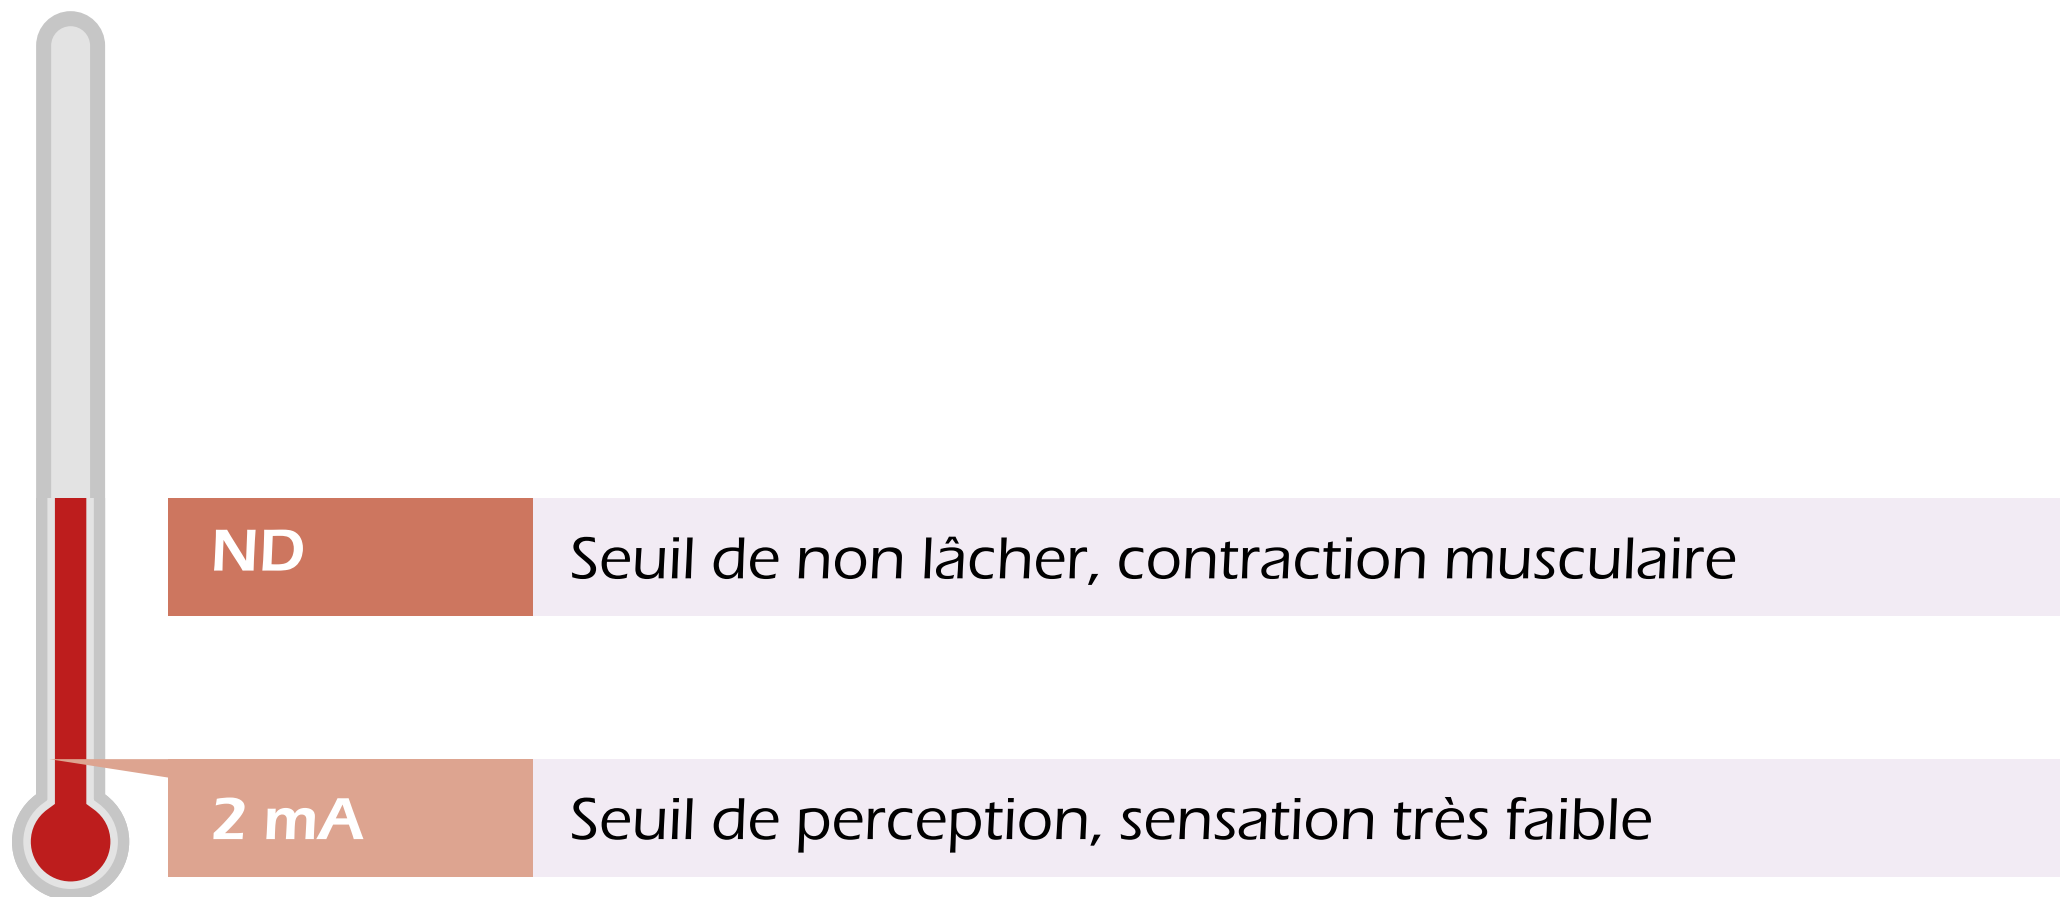 ND
Seuil de non lâcher, contraction musculaire
2 mA
Seuil de perception, sensation très faible